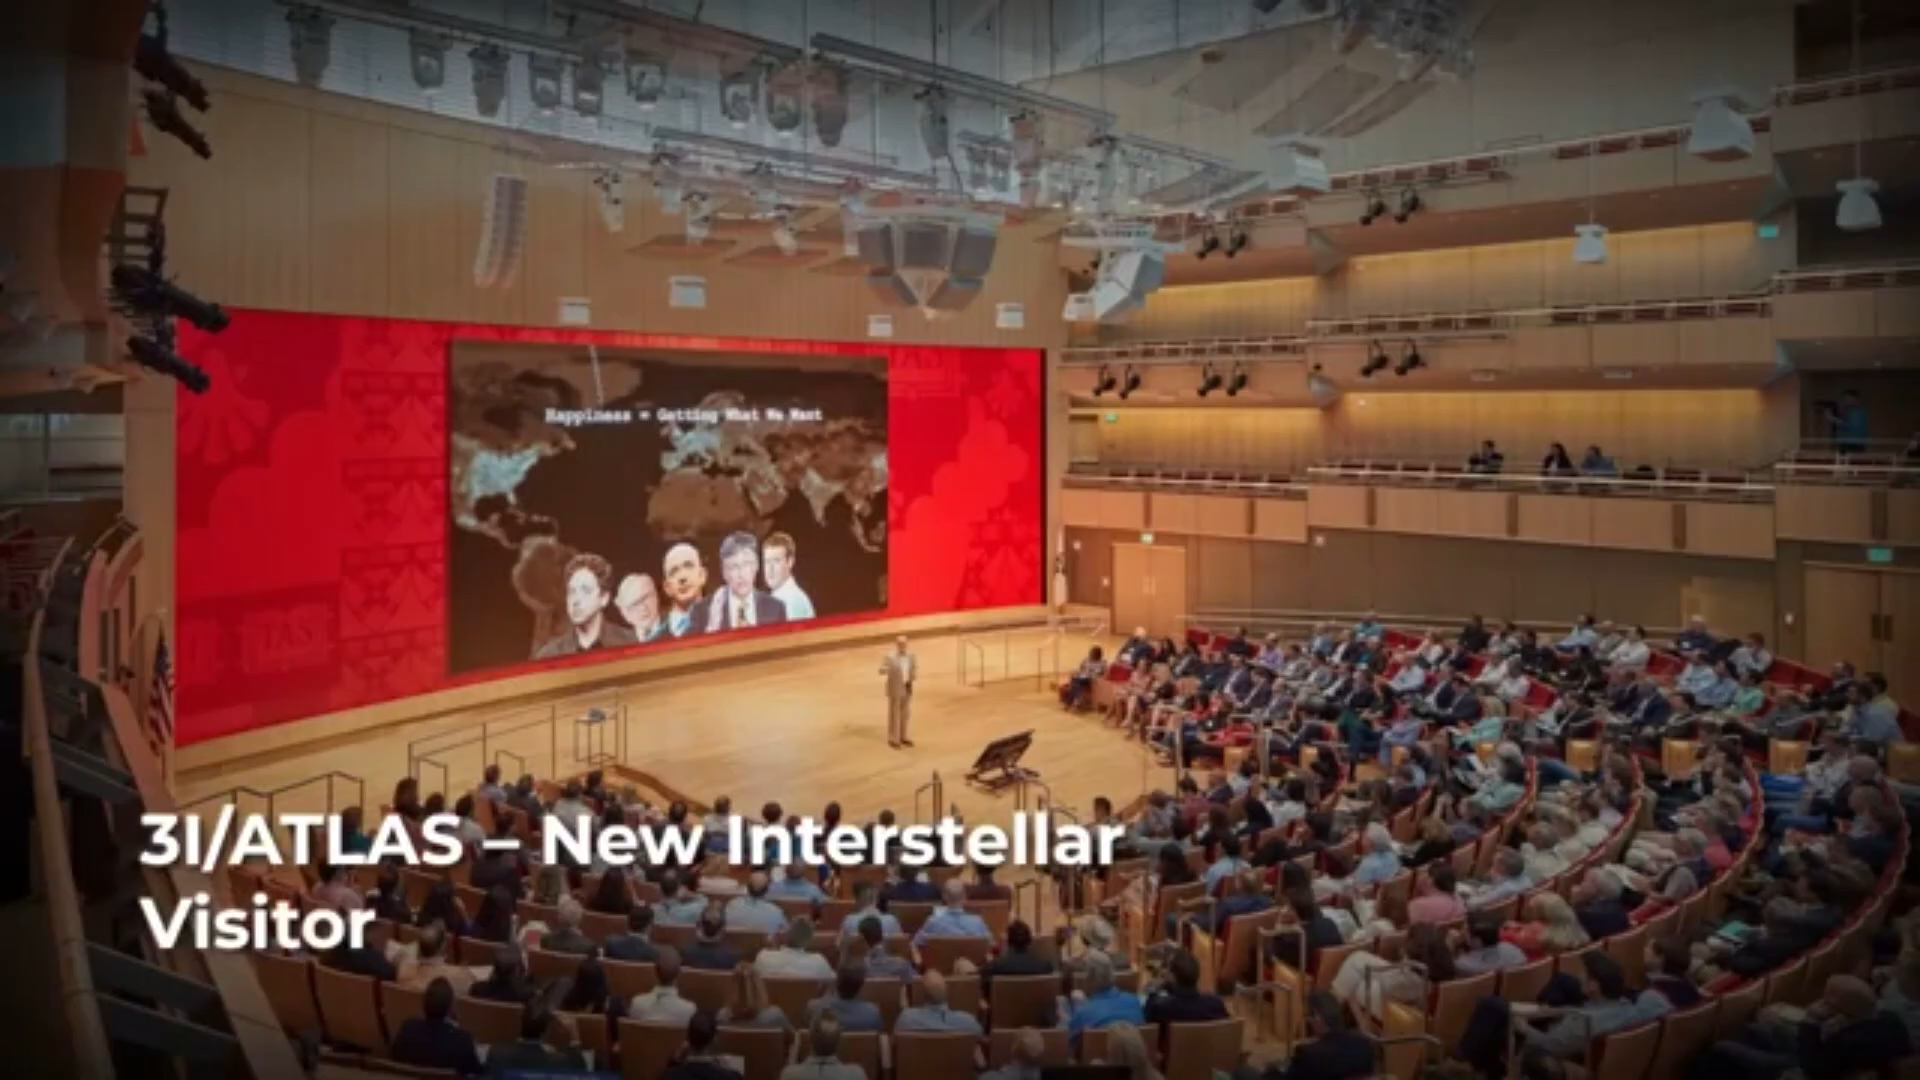 Happiness = Getting What We Want
3I/ATLAS – New Interstellar
Visitor